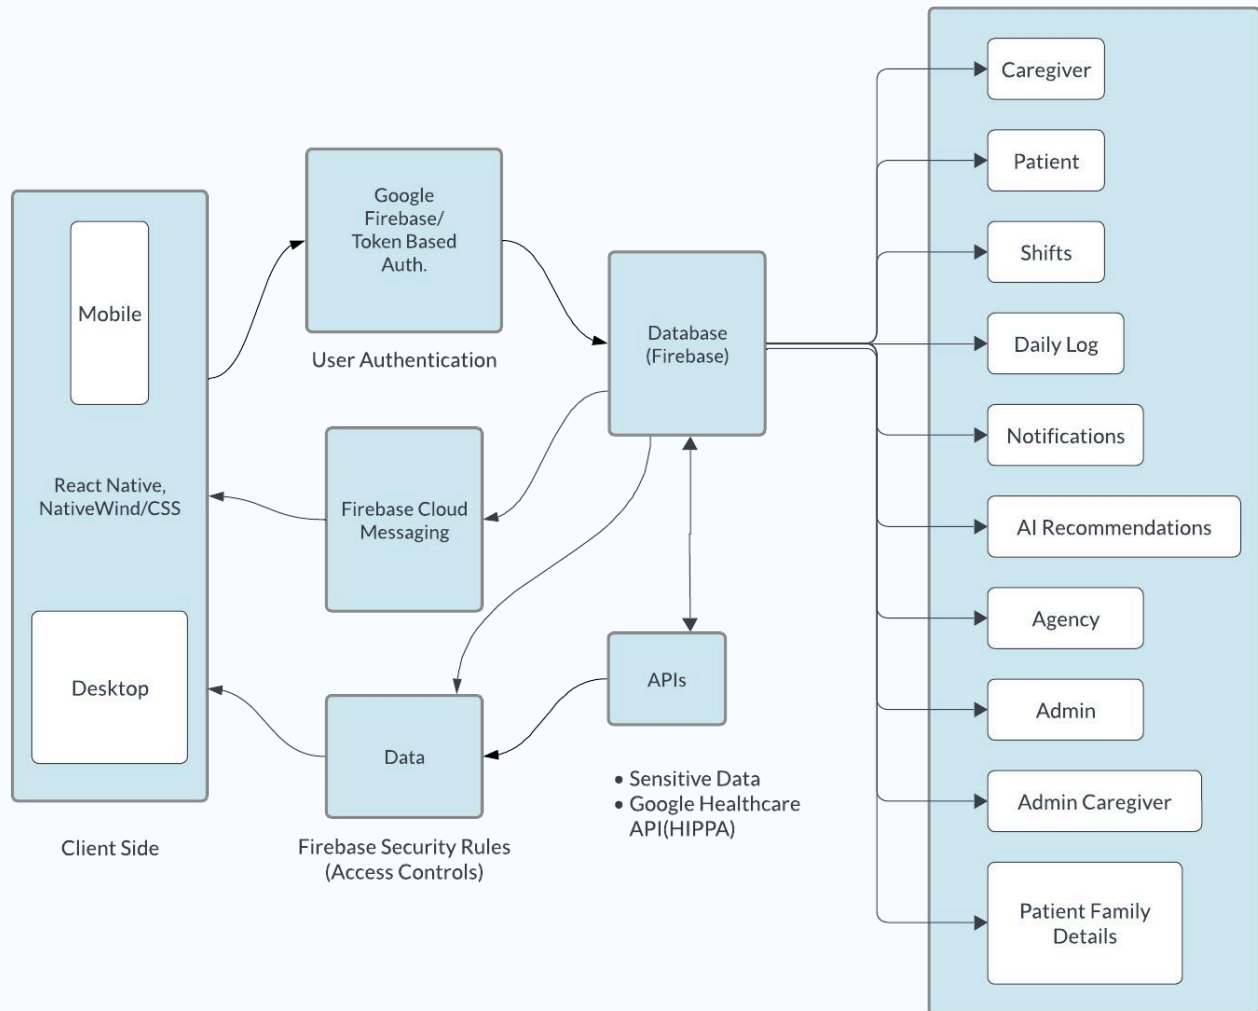 Mobile
React Native,
NativeWind/CSS
Desktop
Client Side
Google
Firebase/
Token Based
Auth.
User Authentication
Firebase Cloud
Messaging
Data
Firebase Security Rules
(Access Controls)
Database
(Firebase)
APIs
• Sensitive Data
• Google Healthcare
API(HIPPA)
Caregiver
Patient
Shifts
Daily Log
Notifications
AI Recommendations
Agency
Admin
Admin Caregiver
Patient Family
Details